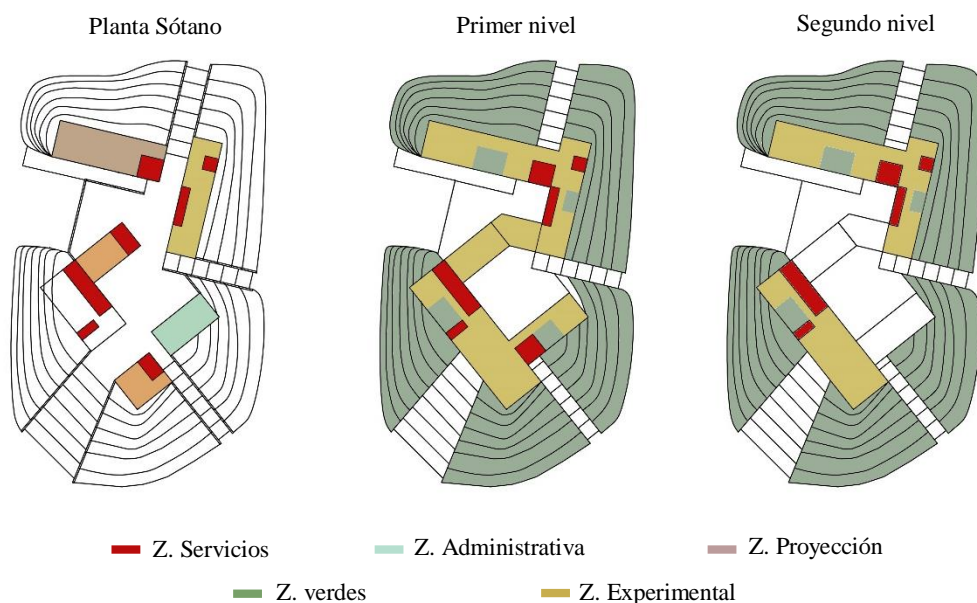 Planta Sótano
Primer nivel
Segundo nivel
Z. Servicios
Z. Administrativa
Z. Proyección
Z. verdes
Z. Experimental